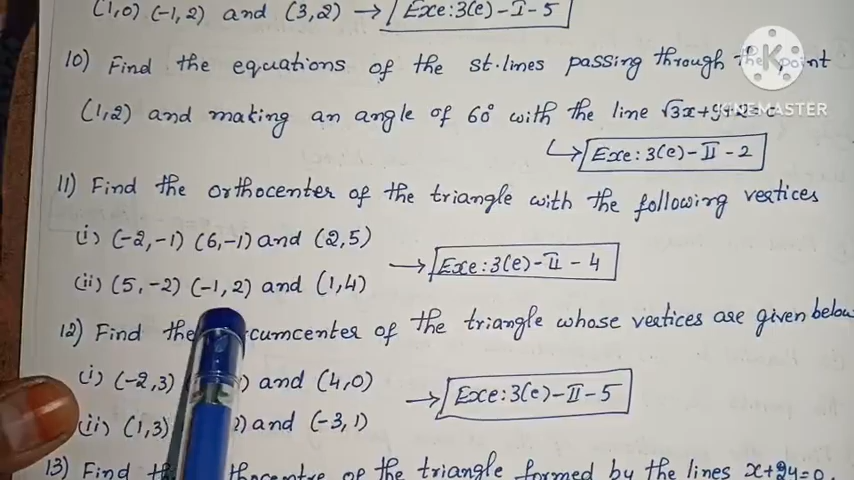 (1,0) (-1,2) and (3,2) → Exe: 3(e) - I - 5
10) Find the equations of the st. lines passing through the point
(1,2) and making an angle of 60° with the line √3x+y+2=0
↳ Exe: 3(e) - II - 2
11) Find the orthocenter of the triangle with the following vertices
(i) (-2,-1) (6,-1) and (2,5)
→ Exe: 3(e) - II - 4
(ii) (5,-2) (-1,2) and (1,4)
12) Find the circumcenter of the triangle whose vertices are given below
(i) (-2,3) and (4,0)
→ Exe: 3(e) - II - 5
(ii) (1,3) and (-3,1)
13) Find the orthocentre of the triangle formed by the lines x+2y=0,
KINEMASTER